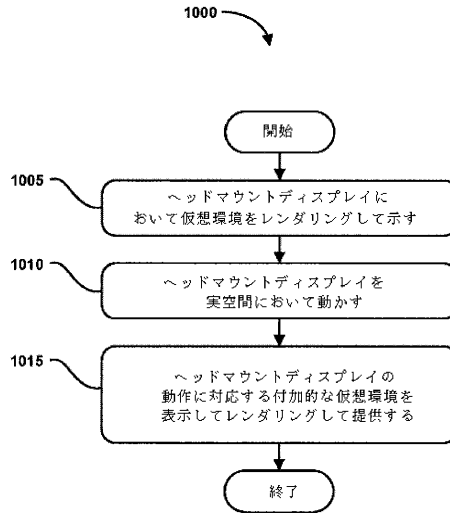 1000
開始
1005
ヘッドマウントディスプレイに
おいて仮想環境をレンダリングして示す
1010
ヘッドマウントディスプレイを
実空間において動かす
1015
ヘッドマウントディスプレイの
動作に対応する付加的な仮想環境を
表示してレンダリングして提供する
終了